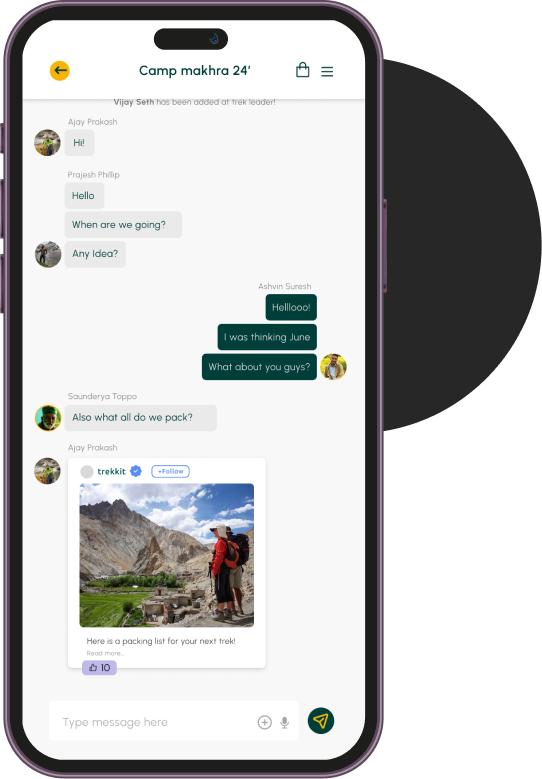 Camp makhra 24'
Vijay Seth has been added at trek leader!
Ajay Prakash
Hi!
Prajesh Phillip
Hello
When are we going?
Any Idea?
Ashvin Suresh
Helllooo!
I was thinking June
What about you guys?
Saunderya Toppo
Also what all do we pack?
Ajay Prakash
trekkit +Follow
Here is a packing list for your next trek!
Read more..
10
Type message here